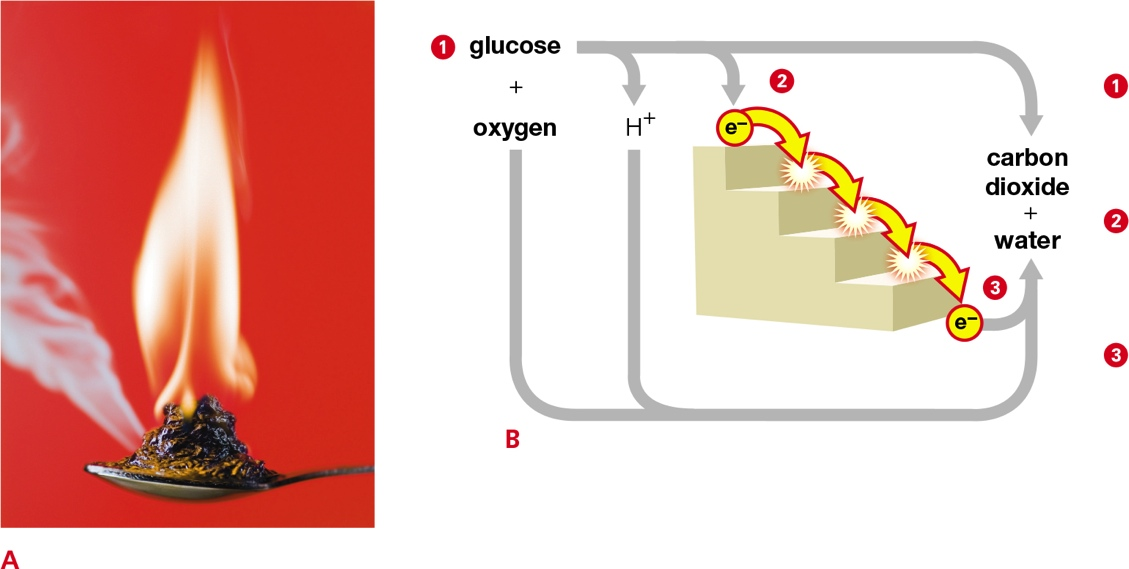 1 glucose
+
oxygen
H+
2
e–
3
e–
carbon
dioxide
+
water
1
2
3
A
B